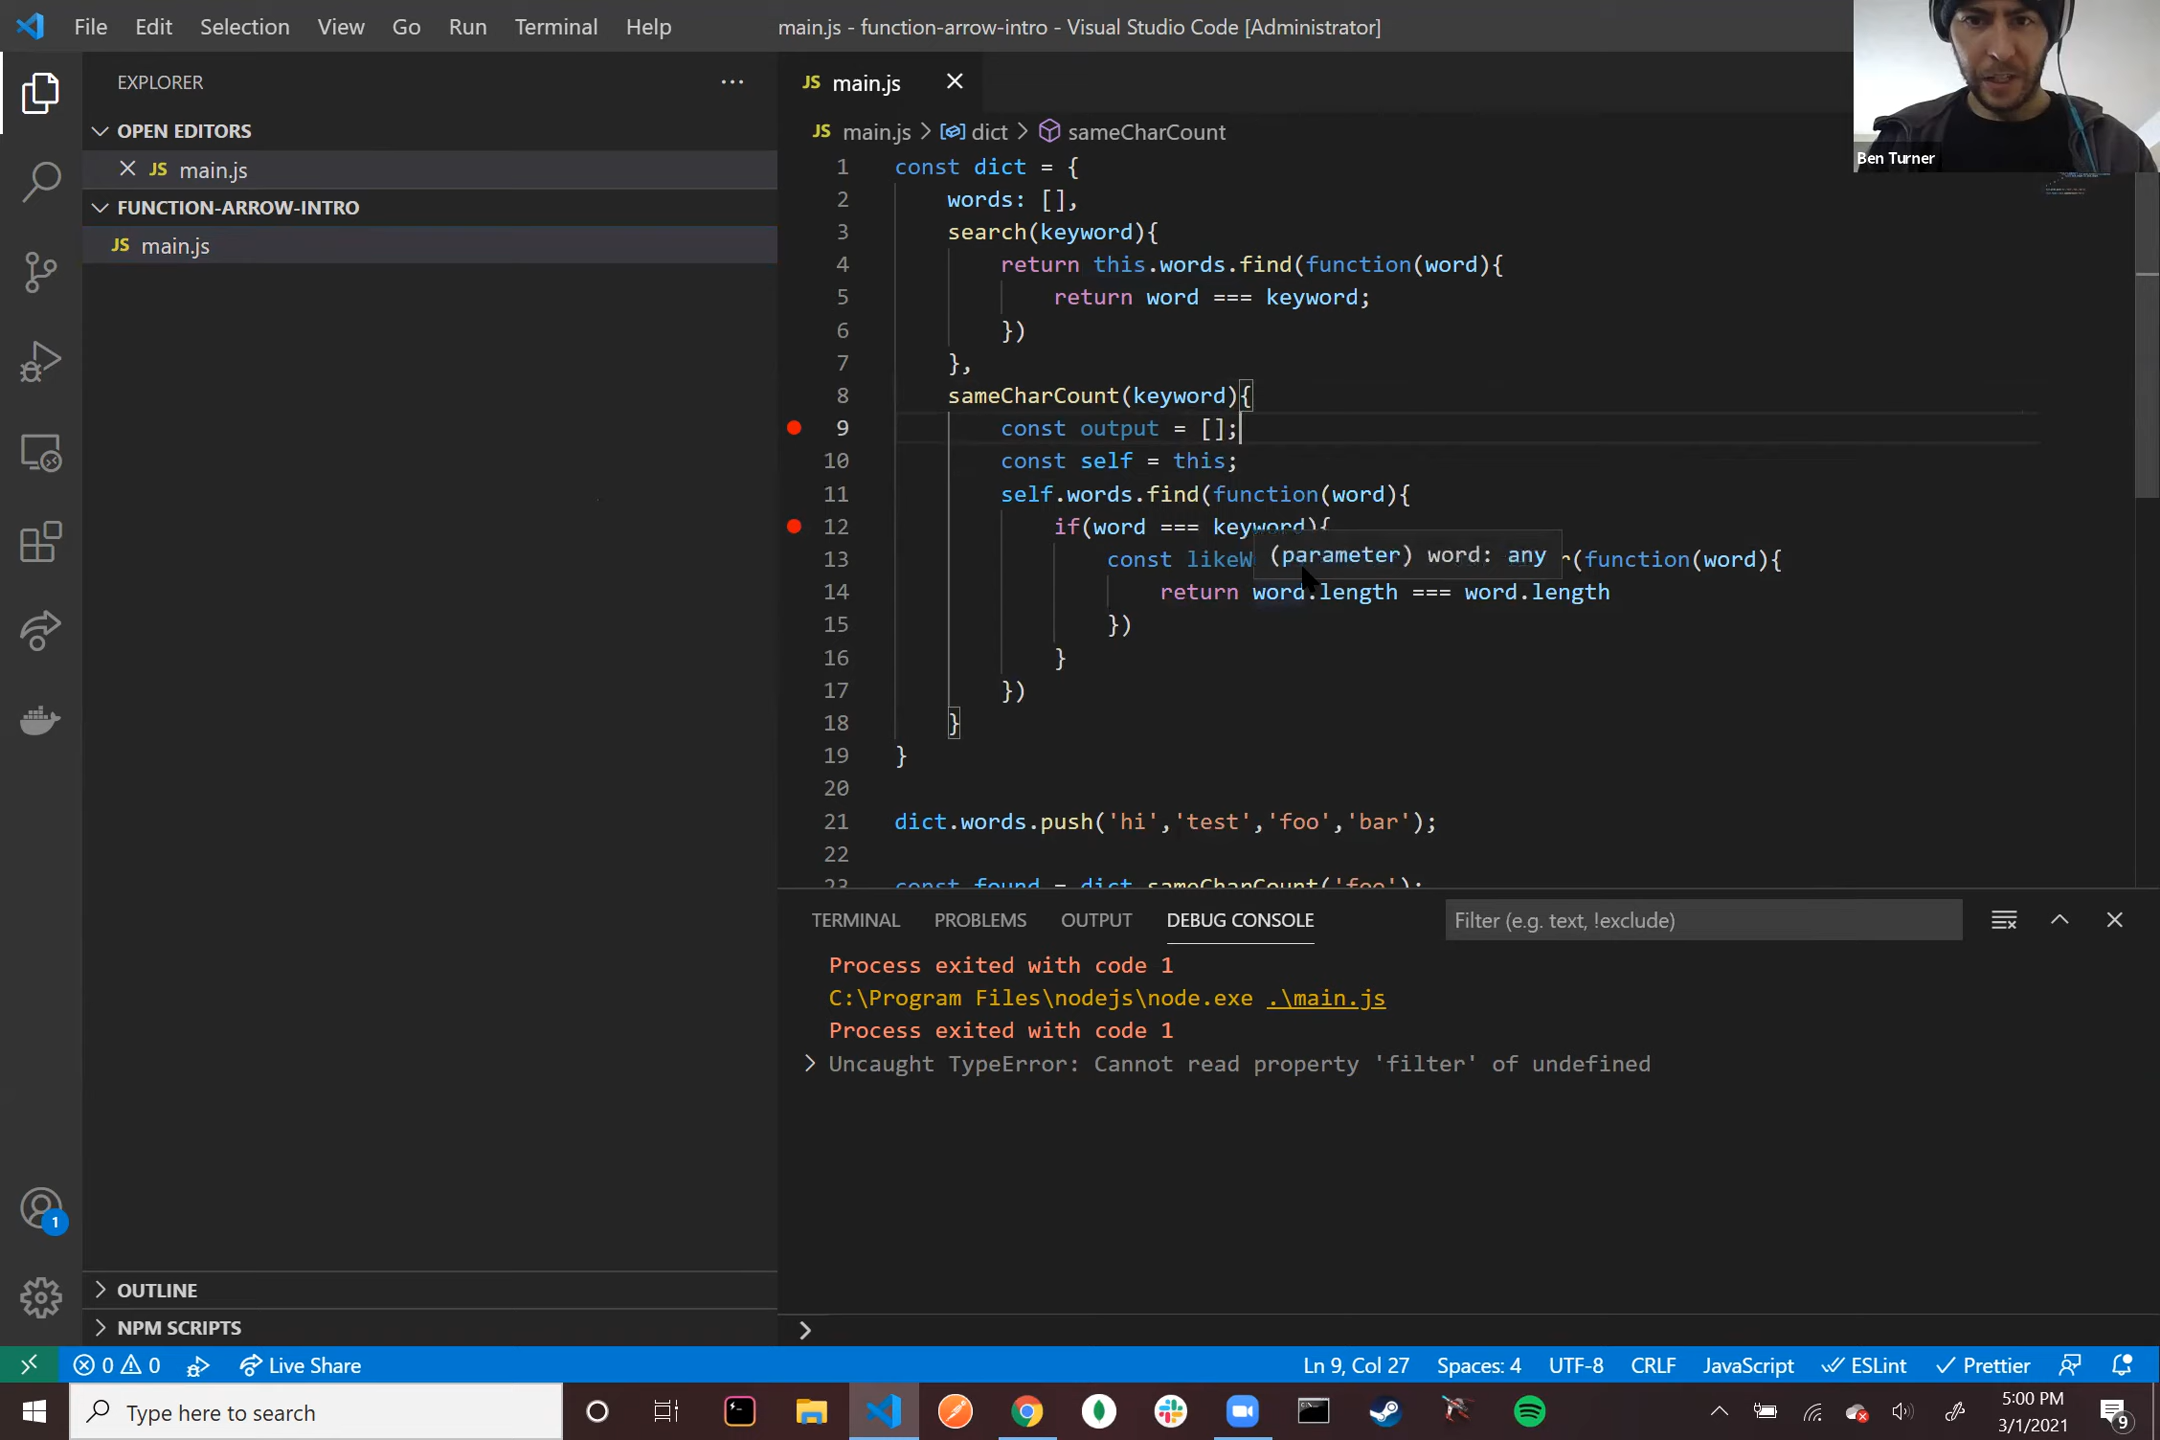 File Edit Selection View Go Run Terminal Help
main.js - function-arrow-intro - Visual Studio Code [Administrator]
Ben Turner
EXPLORER
OPEN EDITORS
JS main.js
FUNCTION-ARROW-INTRO
JS main.js
OUTLINE
NPM SCRIPTS
JS main.js
JS main.js > dict > sameCharCount
1 const dict = {
2 words: [],
3 search(keyword){
4 return this.words.find(function(word){
5 return word === keyword;
6 })
7 },
8 sameCharCount(keyword){
9 const output = [];
10 const self = this;
11 self.words.find(function(word){
12 if(word === keyword){
(parameter) word: any
13 const likeW r(function(word){
14 return word.length === word.length
15 })
16 }
17 })
18 }
19 }
20
21 dict.words.push('hi','test','foo','bar');
22
23 const found = dict.sameCharCount('foo');
TERMINAL PROBLEMS OUTPUT DEBUG CONSOLE
Filter (e.g. text, !exclude)
Process exited with code 1
C:\Program Files\nodejs\node.exe .\main.js
Process exited with code 1
> Uncaught TypeError: Cannot read property 'filter' of undefined
>
1
0 0 Live Share Ln 9, Col 27 Spaces: 4 UTF-8 CRLF JavaScript ESLint Prettier
Type here to search
5:00 PM
3/1/2021
9